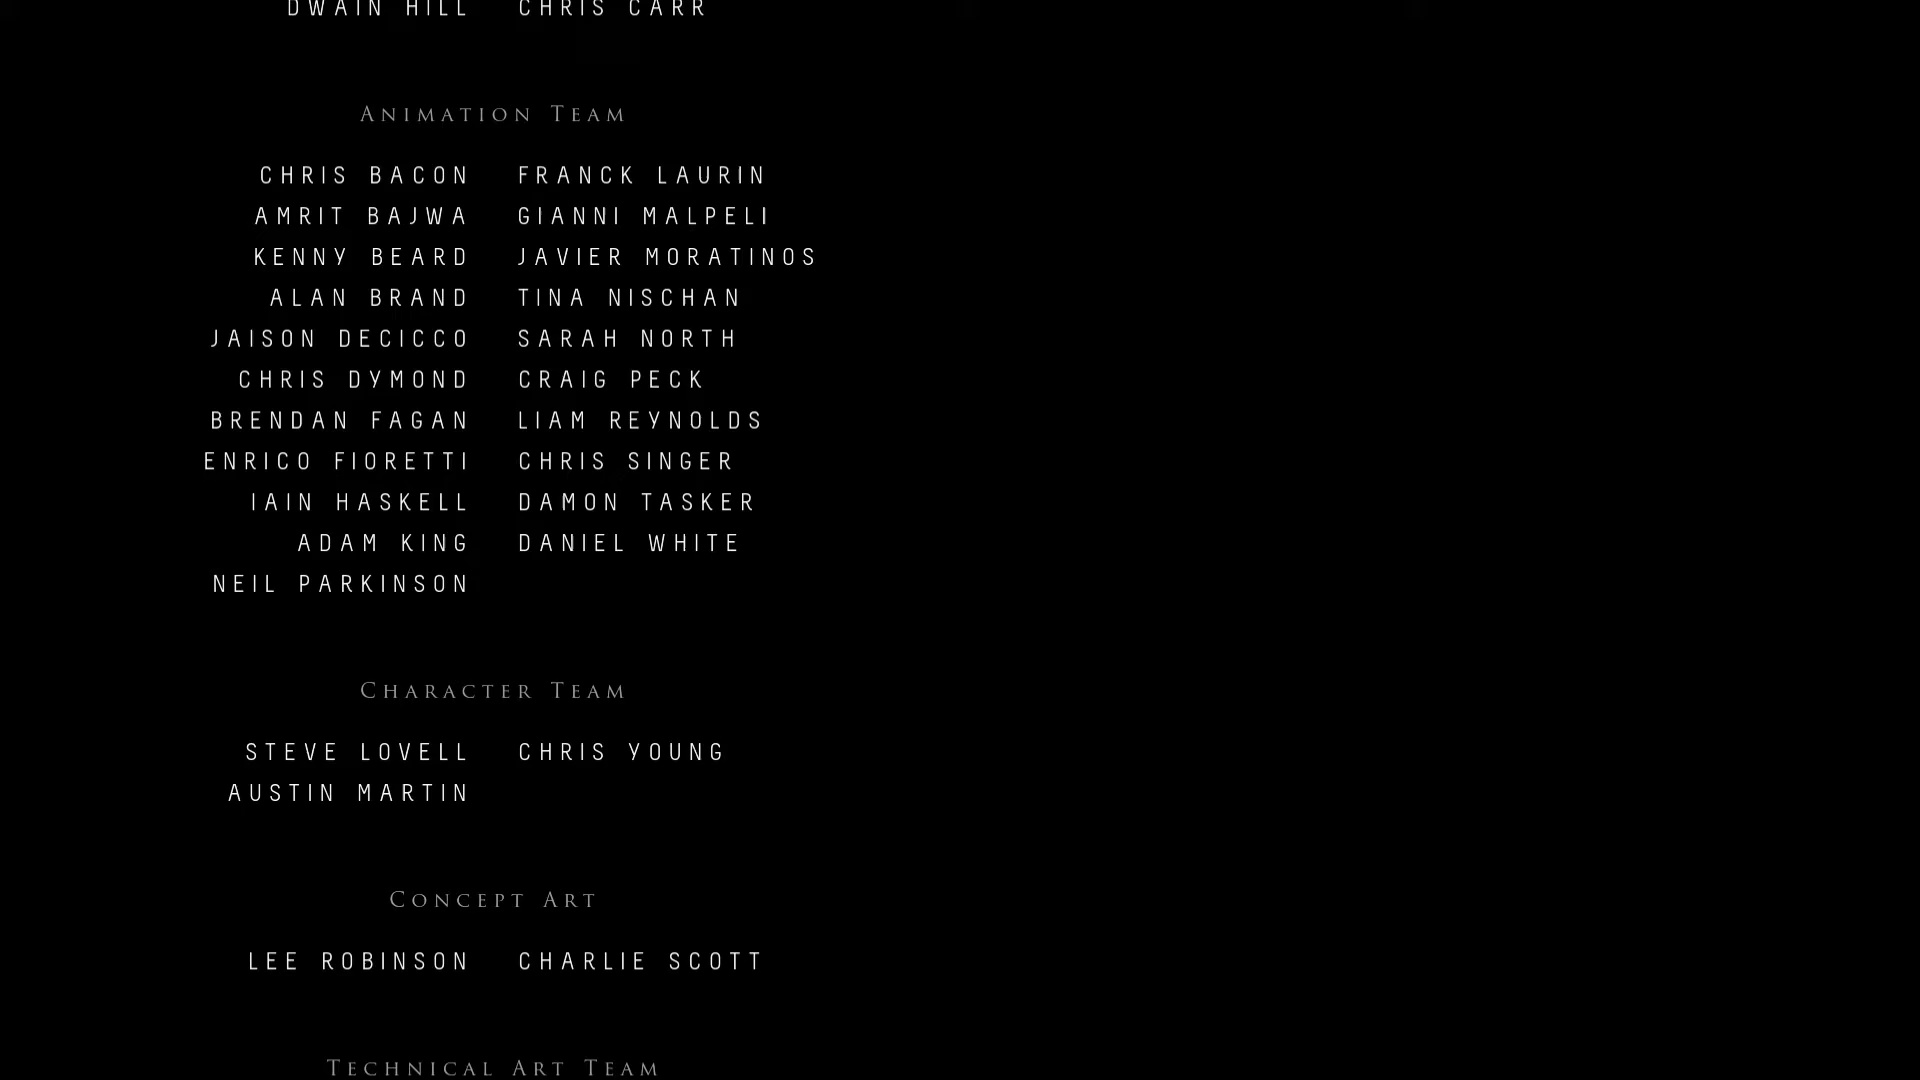 DWAIN HILL CHRIS CARR
ANIMATION TEAM
CHRIS BACON FRANCK LAURIN
AMRIT BAJWA GIANNI MALPELI
KENNY BEARD JAVIER MORATINOS
ALAN BRAND TINA NISCHAN
JAISON DECICCO SARAH NORTH
CHRIS DYMOND CRAIG PECK
BRENDAN FAGAN LIAM REYNOLDS
ENRICO FIORETTI CHRIS SINGER
IAIN HASKELL DAMON TASKER
ADAM KING DANIEL WHITE
NEIL PARKINSON
CHARACTER TEAM
STEVE LOVELL CHRIS YOUNG
AUSTIN MARTIN
CONCEPT ART
LEE ROBINSON CHARLIE SCOTT
TECHNICAL ART TEAM